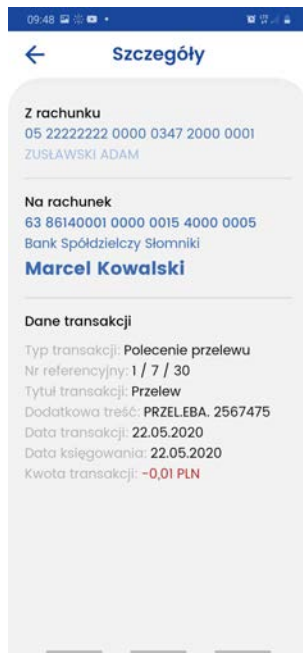 09:48
Szczegóły
Z rachunku
05 22222222 0000 0347 2000 0001
ZUSŁAWSKI ADAM
Na rachunek
63 86140001 0000 0015 4000 0005
Bank Spółdzielczy Słomniki
Marcel Kowalski
Dane transakcji
Typ transakcji: Polecenie przelewu
Nr referencyjny: 1 / 7 / 30
Tytuł transakcji: Przelew
Dodatkowa treść: PRZEL.EBA. 2567475
Data transakcji: 22.05.2020
Data księgowania: 22.05.2020
Kwota transakcji: -0,01 PLN